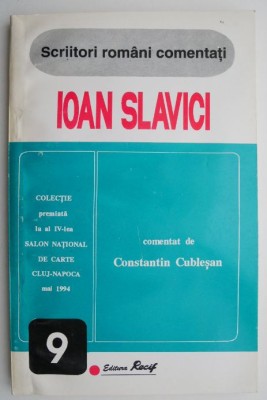 Scriitori români comentați
IOAN SLAVICI
COLECȚIE
premiată
la al IV-lea
SALON NAȚIONAL
DE CARTE
CLUJ-NAPOCA
mai 1994
comentat de
Constantin Cubleșan
9
Editura Recif